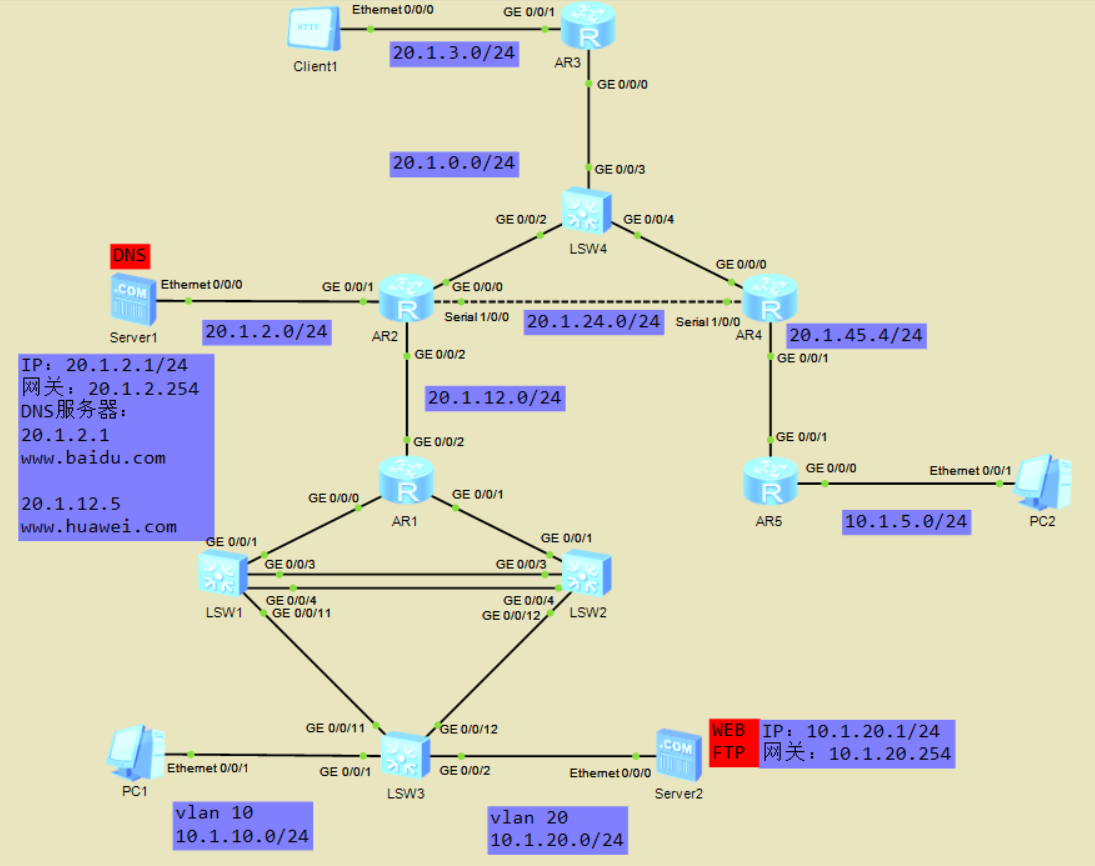 Ethernet 0/0/0
GE 0/0/1
HTTP
R
20.1.3.0/24
Client1
AR3
GE 0/0/0
20.1.0.0/24
GE 0/0/3
GE 0/0/2
GE 0/0/4
LSW4
DNS
GE 0/0/0
Ethernet 0/0/0
GE 0/0/1
GE 0/0/0
.COM
R
R
Serial 1/0/0
20.1.24.0/24
Serial 1/0/0
Server1
20.1.2.0/24
AR2
AR4
20.1.45.4/24
GE 0/0/2
GE 0/0/1
IP: 20.1.2.1/24
网关: 20.1.2.254
DNS服务器:
20.1.2.1
www.baidu.com
20.1.12.5
www.huawei.com
20.1.12.0/24
GE 0/0/2
GE 0/0/1
R
R
GE 0/0/0
Ethernet 0/0/1
GE 0/0/0
GE 0/0/1
AR1
AR5
10.1.5.0/24
PC2
GE 0/0/1
GE 0/0/1
GE 0/0/3
GE 0/0/3
GE 0/0/4
GE 0/0/4
LSW1
GE 0/0/11
GE 0/0/12
LSW2
GE 0/0/11
GE 0/0/12
WEB
FTP
IP: 10.1.20.1/24
网关: 10.1.20.254
.COM
Ethernet 0/0/1
GE 0/0/1
GE 0/0/2
Ethernet 0/0/0
PC1
LSW3
Server2
vlan 10
10.1.10.0/24
vlan 20
10.1.20.0/24